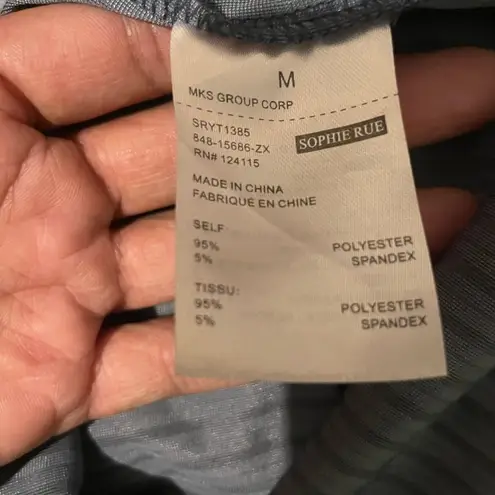 M
MKS GROUP CORP
SRYT1385
848-15686-ZX
RN# 124115
SOPHIE RUE
MADE IN CHINA
FABRIQUÉ EN CHINE
SELF
95% POLYESTER
5% SPANDEX
TISSU:
95% POLYESTER
5% SPANDEX